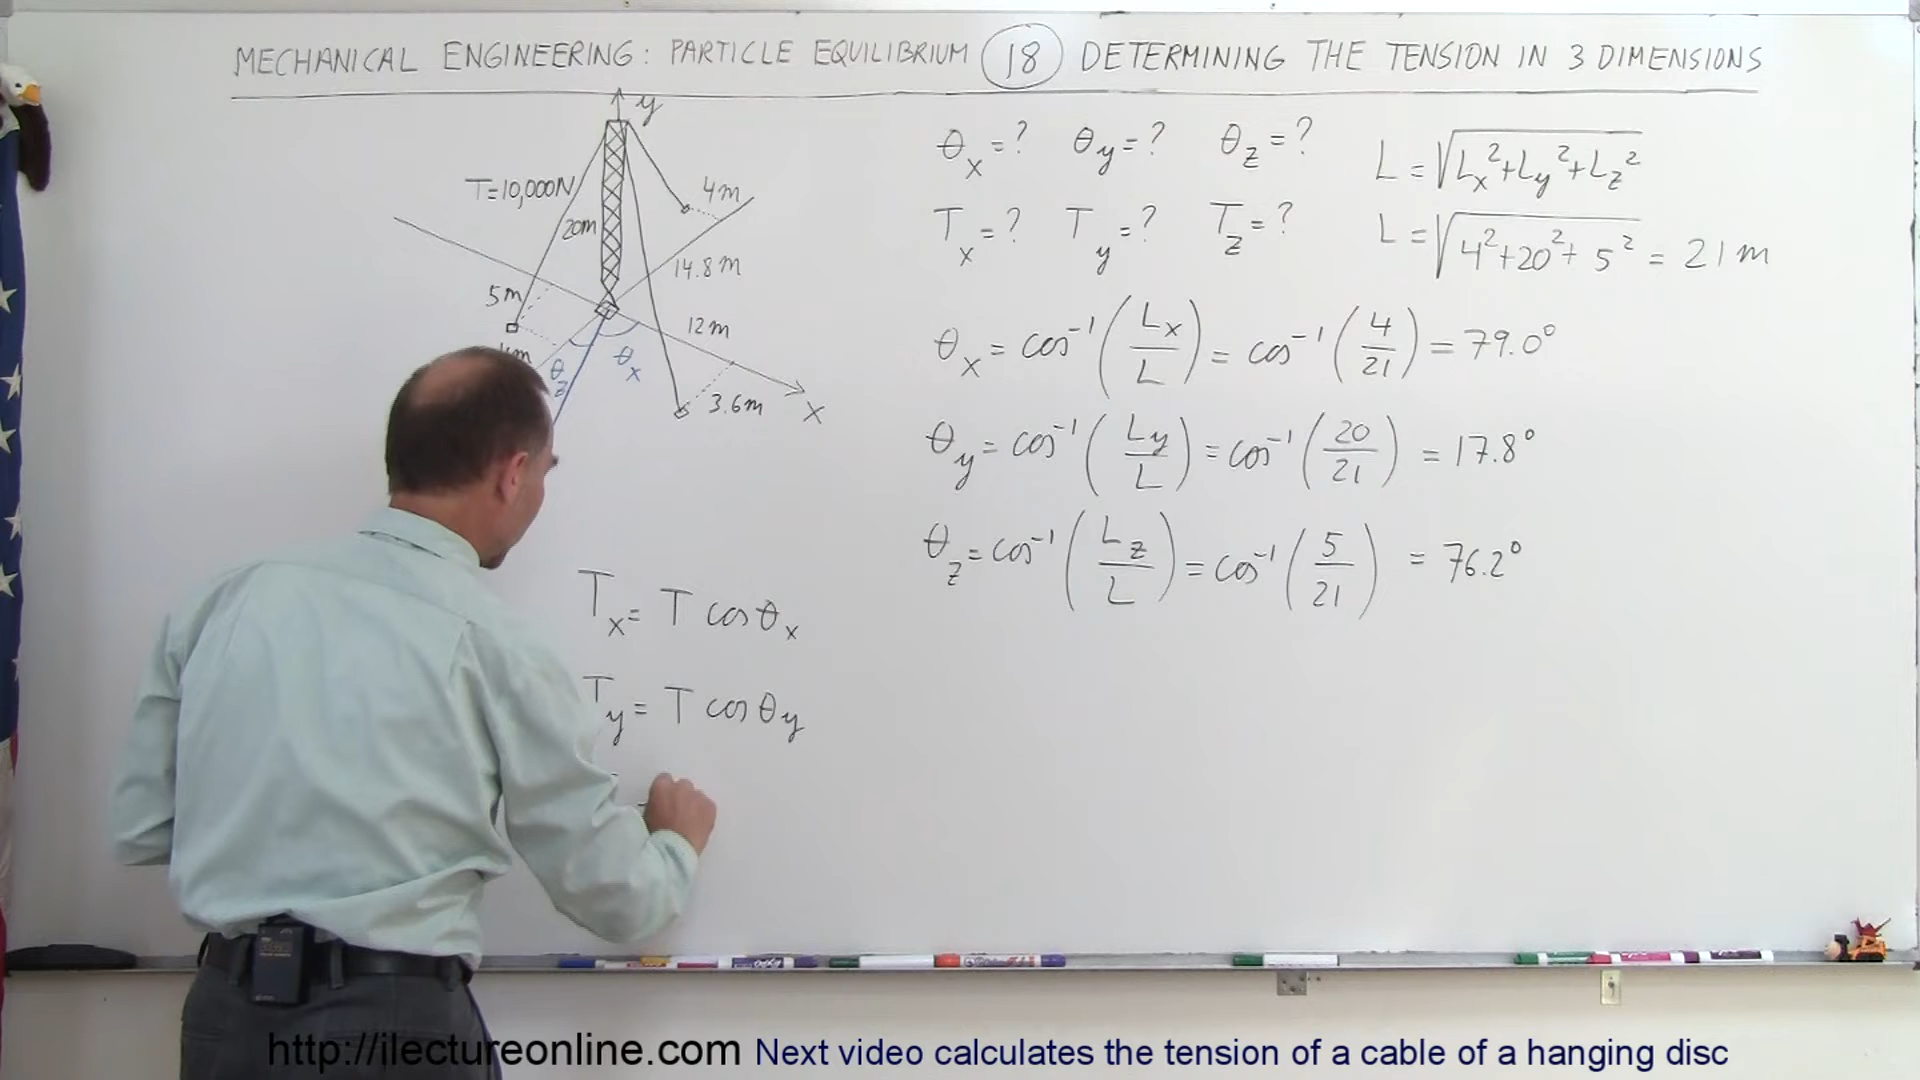 MECHANICAL ENGINEERING: PARTICLE EQUILIBRIUM 18 DETERMINING THE TENSION IN 3 DIMENSIONS
y
T=10,000N
20m
4m
14.8m
5m
12m
θz
θx
3.6m
x
θx=? θy=? θz=?
Tx=? Ty=? Tz=?
L=√(Lx²+Ly²+Lz²)
L=√(4²+20²+5²) = 21m
θx = cos⁻¹(Lx/L) = cos⁻¹(4/21) = 79.0°
θy = cos⁻¹(Ly/L) = cos⁻¹(20/21) = 17.8°
θz = cos⁻¹(Lz/L) = cos⁻¹(5/21) = 76.2°
Tx = T cosθx
Ty = T cosθy
http://ilectureonline.com Next video calculates the tension of a cable of a hanging disc